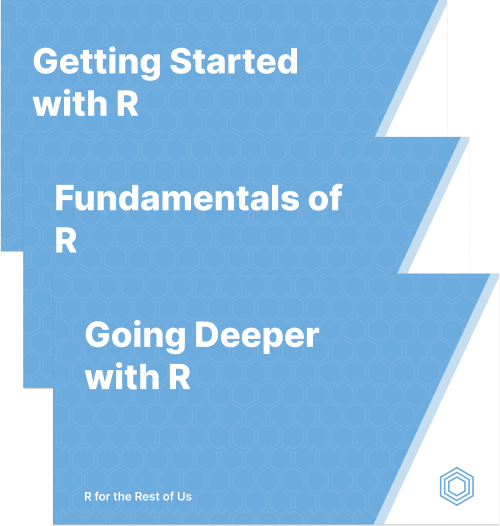 Getting Started
with R
Fundamentals of
R
Going Deeper
with R
R for the Rest of Us